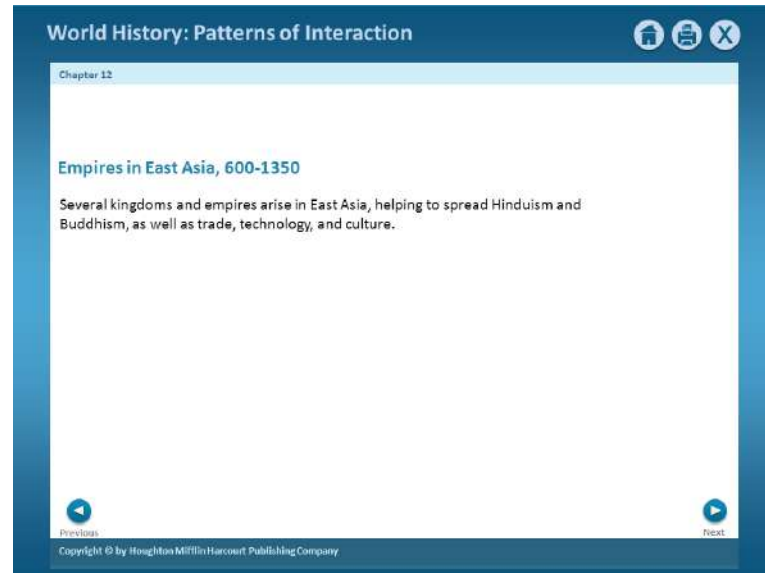 World History: Patterns of Interaction
X
Chapter 12
Empires in East Asia, 600-1350
Several kingdoms and empires arise in East Asia, helping to spread Hinduism and
Buddhism, as well as trade, technology, and culture.
Previous
Next
Copyright © by Houghton Mifflin Harcourt Publishing Company